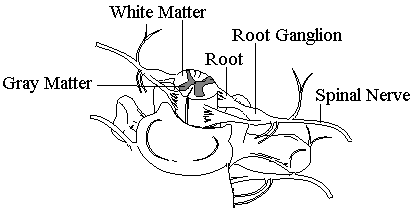 White Matter
Root Ganglion
Root
Gray Matter
Spinal Nerve